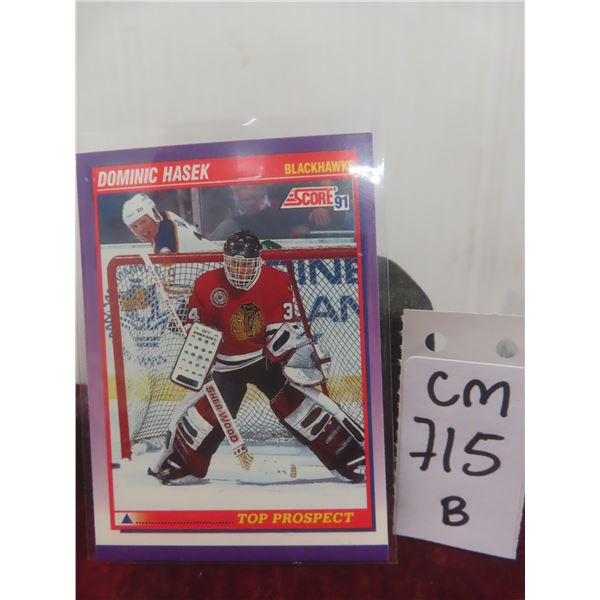 DOMINIC HASEK
BLACKHAWKS
SCORE 91
SHER-WOOD
TOP PROSPECT
CM
715
B